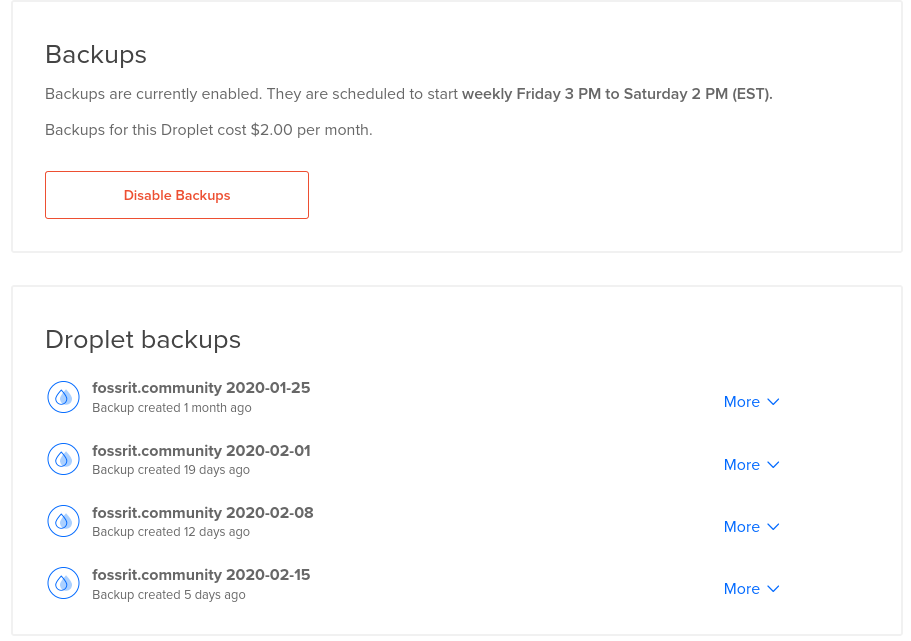 Backups
Backups are currently enabled. They are scheduled to start weekly Friday 3 PM to Saturday 2 PM (EST).
Backups for this Droplet cost $2.00 per month.
Disable Backups
Droplet backups
fossrit.community 2020-01-25
Backup created 1 month ago
More
fossrit.community 2020-02-01
Backup created 19 days ago
More
fossrit.community 2020-02-08
Backup created 12 days ago
More
fossrit.community 2020-02-15
Backup created 5 days ago
More